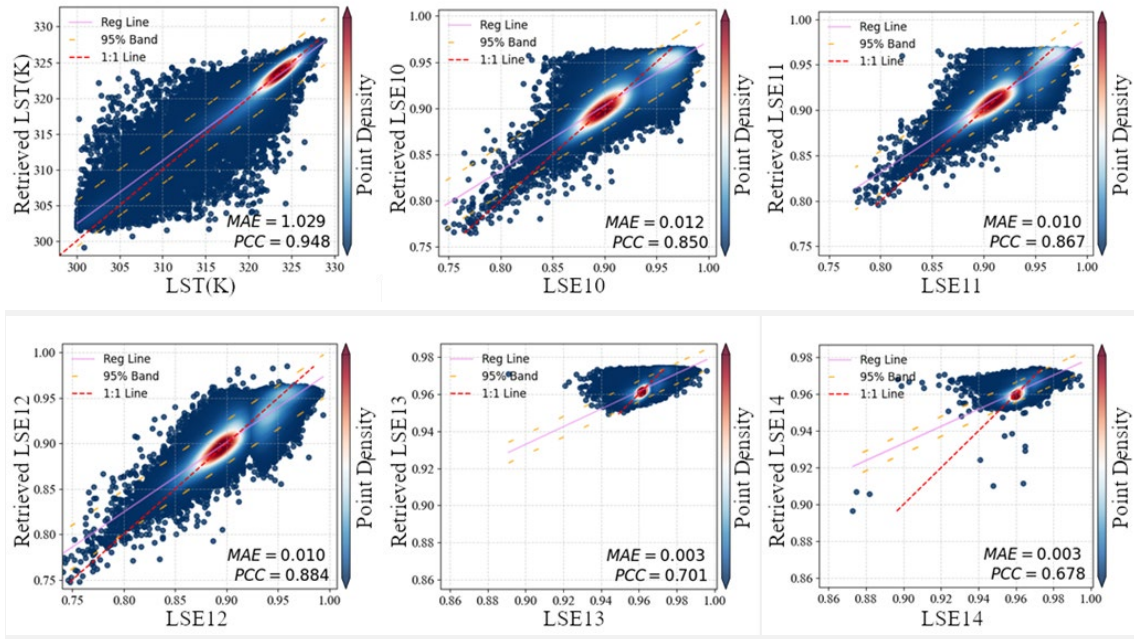 Reg Line
95% Band
1:1 Line
330
325
320
315
310
305
300
300 305 310 315 320 325 330
Retrieved LST(K)
LST(K)
MAE = 1.029
PCC = 0.948
Point Density
Reg Line
95% Band
1:1 Line
1.00
0.95
0.90
0.85
0.80
0.75
0.75 0.80 0.85 0.90 0.95 1.00
Retrieved LSE10
LSE10
MAE = 0.012
PCC = 0.850
Point Density
Reg Line
95% Band
1:1 Line
1.00
0.95
0.90
0.85
0.80
0.75
0.75 0.80 0.85 0.90 0.95 1.00
Retrieved LSE11
LSE11
MAE = 0.010
PCC = 0.867
Point Density
Reg Line
95% Band
1:1 Line
1.00
0.95
0.90
0.85
0.80
0.75
0.75 0.80 0.85 0.90 0.95 1.00
Retrieved LSE12
LSE12
MAE = 0.010
PCC = 0.884
Point Density
Reg Line
95% Band
1:1 Line
0.98
0.96
0.94
0.92
0.90
0.88
0.86
0.86 0.88 0.90 0.92 0.94 0.96 0.98 1.00
Retrieved LSE13
LSE13
MAE = 0.003
PCC = 0.701
Point Density
Reg Line
95% Band
1:1 Line
0.98
0.96
0.94
0.92
0.90
0.88
0.86
0.86 0.88 0.90 0.92 0.94 0.96 0.98 1.00
Retrieved LSE14
LSE14
MAE = 0.003
PCC = 0.678
Point Density